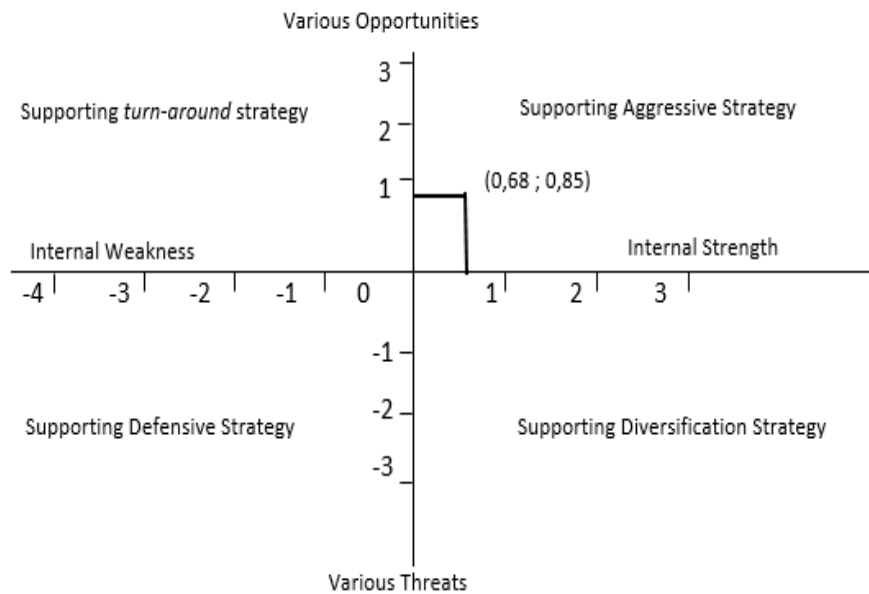 Various Opportunities
3
Supporting turn-around strategy
Supporting Aggressive Strategy
2
1
(0,68 ; 0,85)
Internal Weakness
Internal Strength
-4 -3 -2 -1 0 1 2 3
-1
-2
Supporting Defensive Strategy
Supporting Diversification Strategy
-3
Various Threats